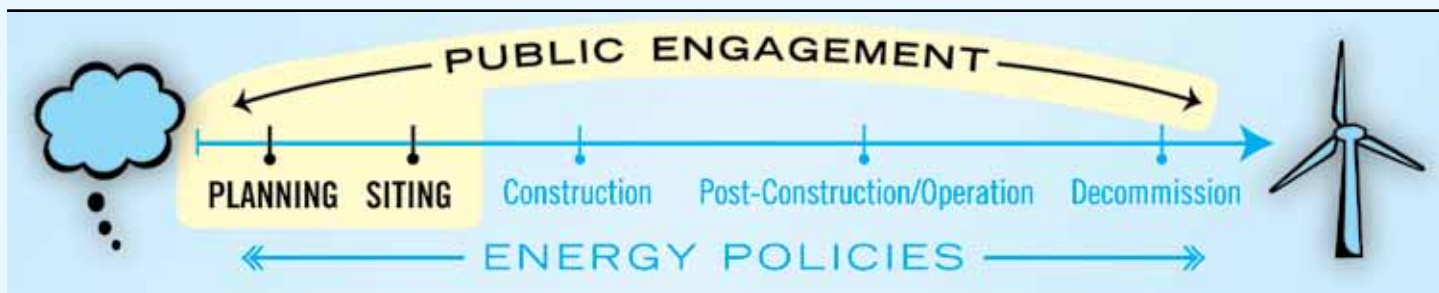 PUBLIC ENGAGEMENT
PLANNING SITING Construction Post-Construction/Operation Decommission
ENERGY POLICIES